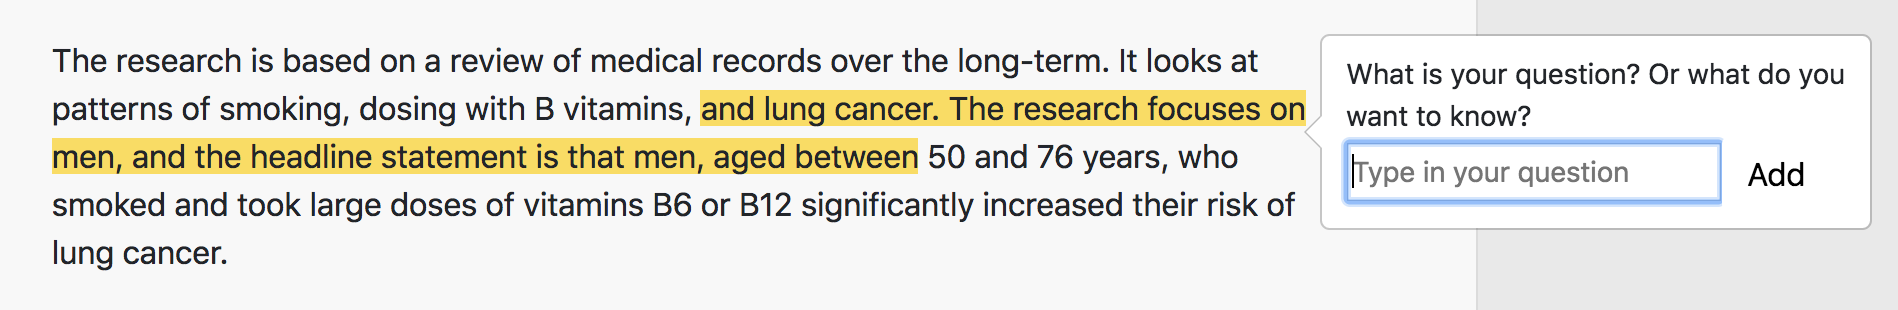 The research is based on a review of medical records over the long-term. It looks at
patterns of smoking, dosing with B vitamins, and lung cancer. The research focuses on
men, and the headline statement is that men, aged between 50 and 76 years, who
smoked and took large doses of vitamins B6 or B12 significantly increased their risk of
lung cancer.
What is your question? Or what do you
want to know?
Type in your question
Add